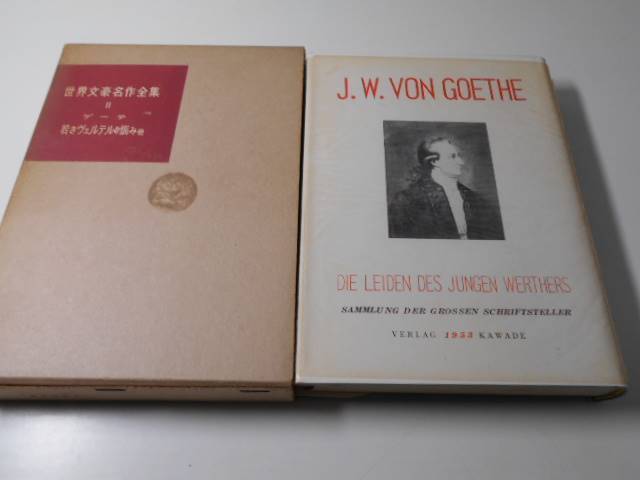 世界文豪名作全集
II
ゲーテ
若きヴェルテルの悩み他
J. W. VON GOETHE
DIE LEIDEN DES JUNGEN WERTHERS
SAMMLUNG DER GROSSEN SCHRIFTSTELLER
VERLAG 1953 KAWADE